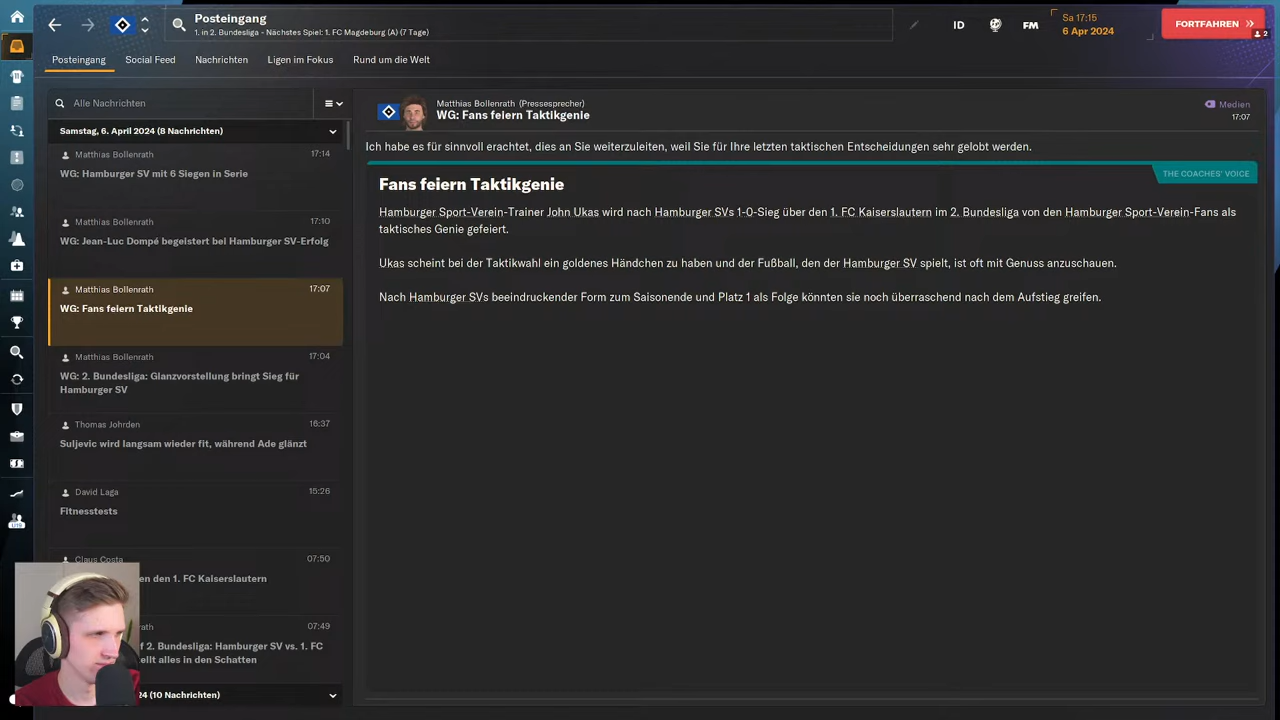 Posteingang
1. in 2. Bundesliga - Nächstes Spiel: 1. FC Magdeburg (A) (7 Tage)
ID
FM
Sa 17:15
6 Apr 2024
FORTFAHREN
2
Posteingang
Social Feed
Nachrichten
Ligen im Fokus
Rund um die Welt
Alle Nachrichten
Samstag, 6. April 2024 (8 Nachrichten)
Matthias Bollenrath
17:14
WG: Hamburger SV mit 6 Siegen in Serie
Matthias Bollenrath
17:10
WG: Jean-Luc Dompé begeistert bei Hamburger SV-Erfolg
Matthias Bollenrath
17:07
WG: Fans feiern Taktikgenie
Matthias Bollenrath
17:04
WG: 2. Bundesliga: Glanzvorstellung bringt Sieg für
Hamburger SV
Thomas Johrden
16:37
Suljevic wird langsam wieder fit, während Ade glänzt
David Laga
15:26
Fitnesstests
Claus Costa
07:50
en den 1. FC Kaiserslautern
rath
07:49
f 2. Bundesliga: Hamburger SV vs. 1. FC
ellt alles in den Schatten
24 (10 Nachrichten)
U19
Matthias Bollenrath (Pressesprecher)
WG: Fans feiern Taktikgenie
Medien
17:07
Ich habe es für sinnvoll erachtet, dies an Sie weiterzuleiten, weil Sie für Ihre letzten taktischen Entscheidungen sehr gelobt werden.
THE COACHES' VOICE
Fans feiern Taktikgenie
Hamburger Sport-Verein-Trainer John Ukas wird nach Hamburger SVs 1-0-Sieg über den 1. FC Kaiserslautern im 2. Bundesliga von den Hamburger Sport-Verein-Fans als
taktisches Genie gefeiert.
Ukas scheint bei der Taktikwahl ein goldenes Händchen zu haben und der Fußball, den der Hamburger SV spielt, ist oft mit Genuss anzuschauen.
Nach Hamburger SVs beeindruckender Form zum Saisonende und Platz 1 als Folge könnten sie noch überraschend nach dem Aufstieg greifen.